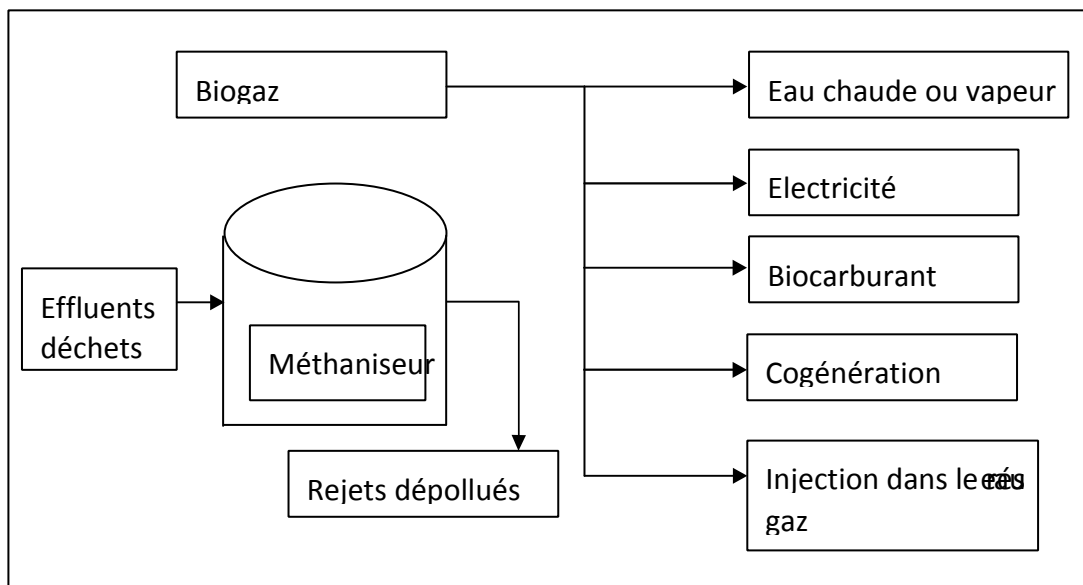 Biogaz
Eau chaude ou vapeur
Electricité
Biocarburant
Effluents
déchets
Méthaniseur
Cogénération
Rejets dépollués
Injection dans le
gaz